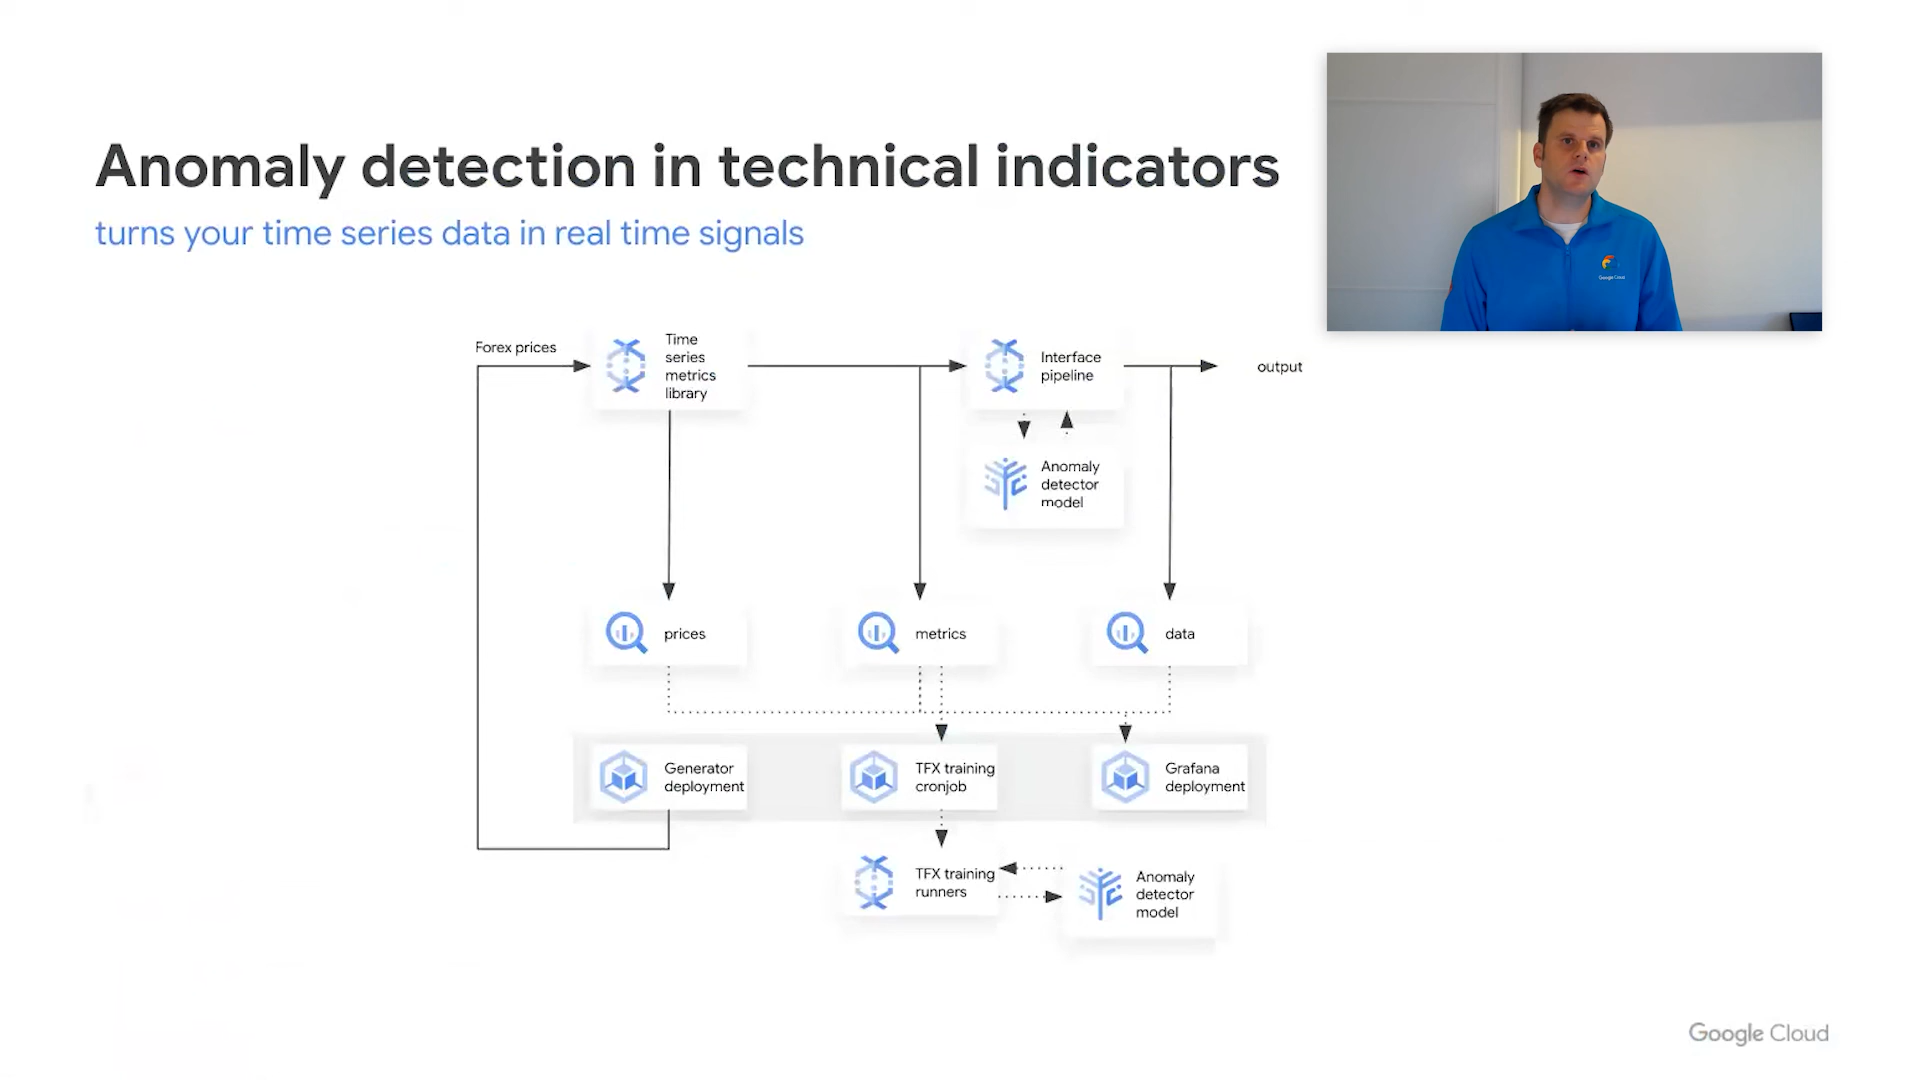 Anomaly detection in technical indicators
turns your time series data in real time signals
Google Cloud
Forex prices
Time
series
metrics
library
Interface
pipeline
output
Anomaly
detector
model
prices
metrics
data
Generator
deployment
TFX training
cronjob
Grafana
deployment
TFX training
runners
Anomaly
detector
model
Google Cloud